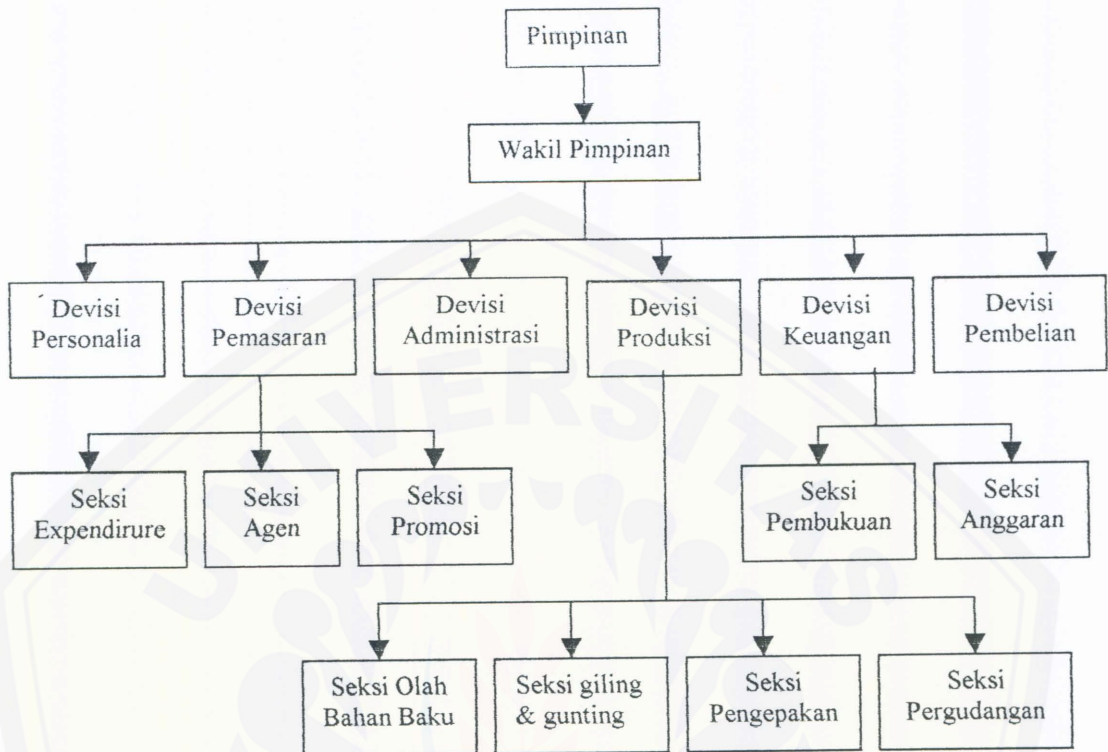 Pimpinan
Wakil Pimpinan
Devisi
Personalia
Devisi
Pemasaran
Devisi
Administrasi
Devisi
Produksi
Devisi
Keuangan
Devisi
Pembelian
Seksi
Expendirure
Seksi
Agen
Seksi
Promosi
Seksi
Pembukuan
Seksi
Anggaran
Seksi Olah
Bahan Baku
Seksi giling
& gunting
Seksi
Pengepakan
Seksi
Pergudangan
UNIVERSITAS